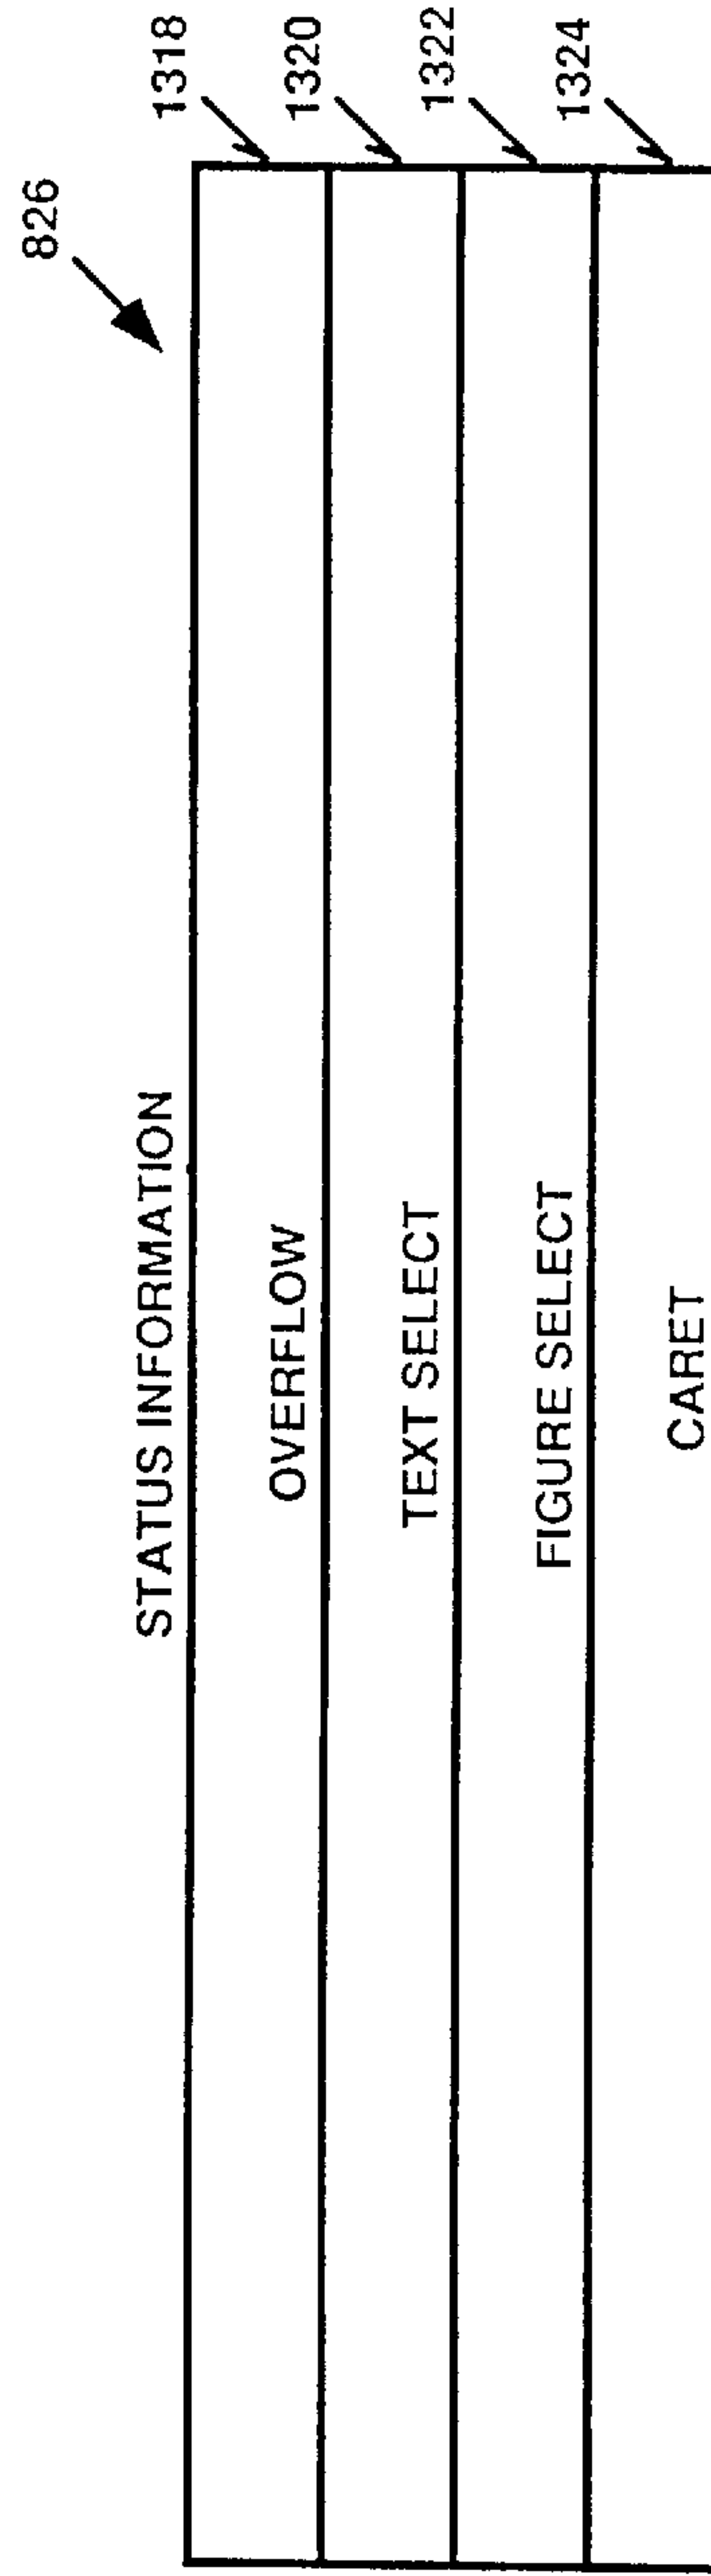 826
STATUS INFORMATION
1318
OVERFLOW
1320
TEXT SELECT
1322
FIGURE SELECT
1324
CARET